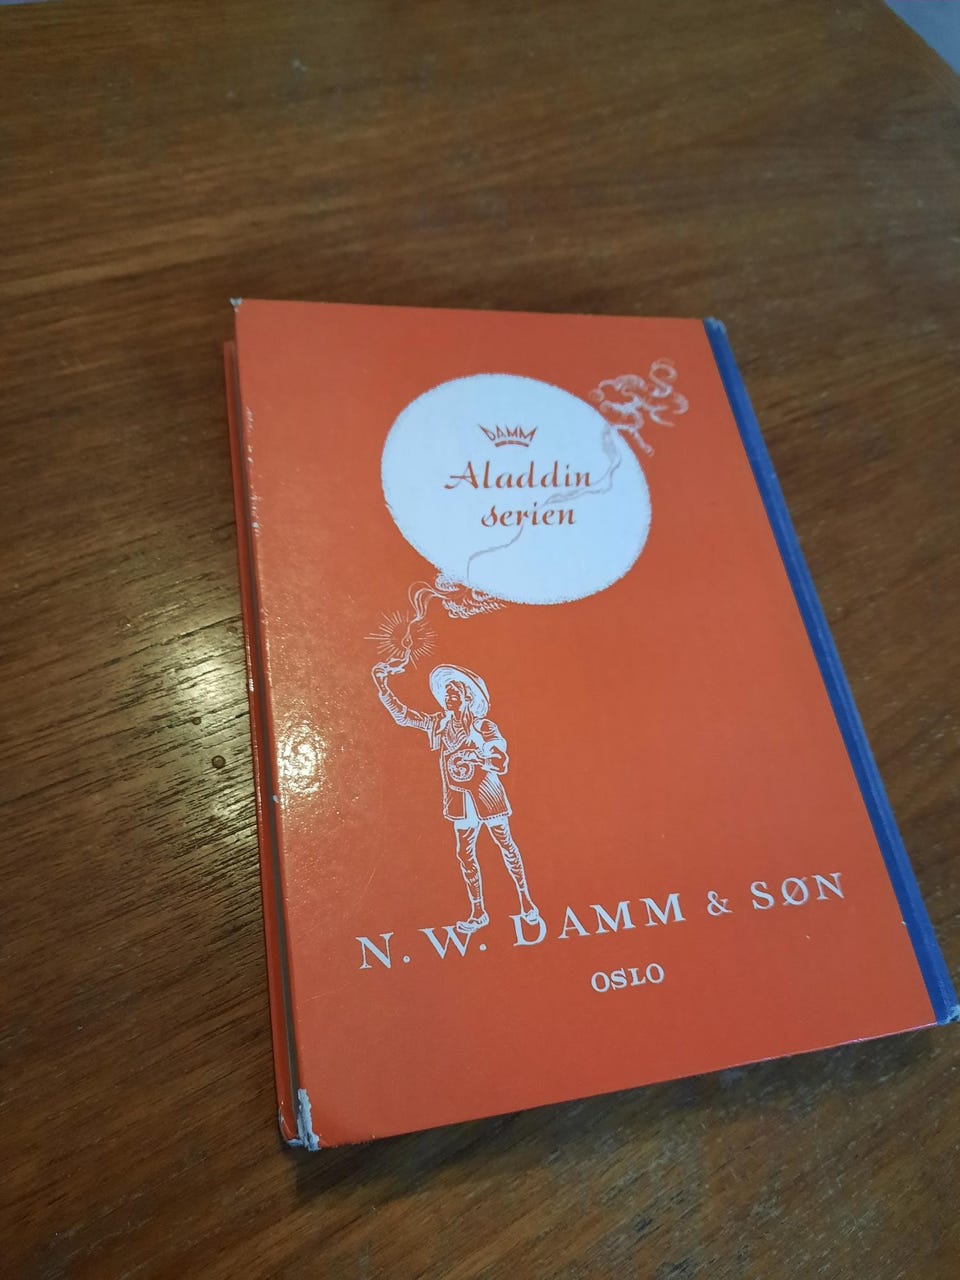 DAMM
Aladdin
serien
N. W. DAMM & SØN
OSLO